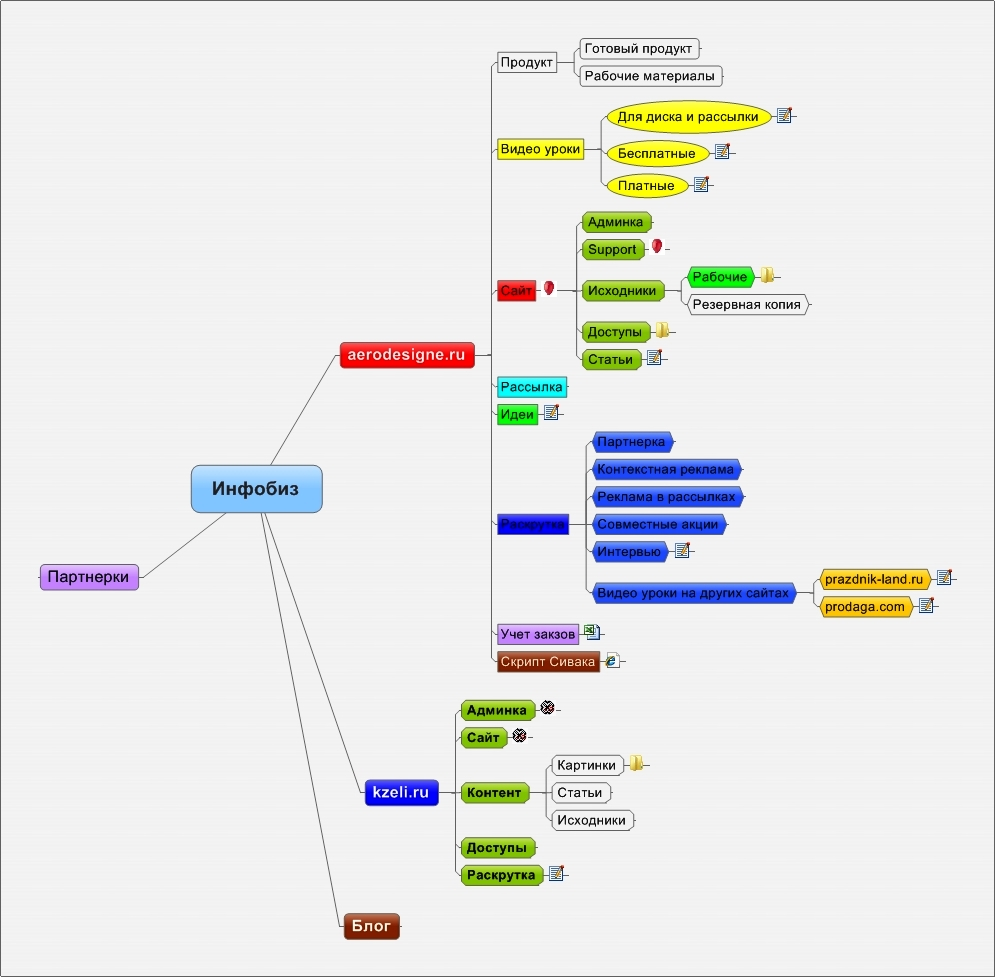 Готовый продукт
Продукт
Рабочие материалы
Для диска и рассылки
Видео уроки
Бесплатные
Платные
Админка
Support
Сайт
Исходники
Рабочие
Резервная копия
Доступы
Статьи
aerodesigne.ru
Рассылка
Идеи
Партнерка
Контекстная реклама
Реклама в рассылках
Раскрутка
Совместные акции
Интервью
Видео уроки на других сайтах
prazdnik-land.ru
prodaga.com
Учет закзов
Скрипт Сивака
Инфобиз
Партнерки
Админка
Сайт
kzeli.ru
Контент
Картинки
Статьи
Исходники
Доступы
Раскрутка
Блог